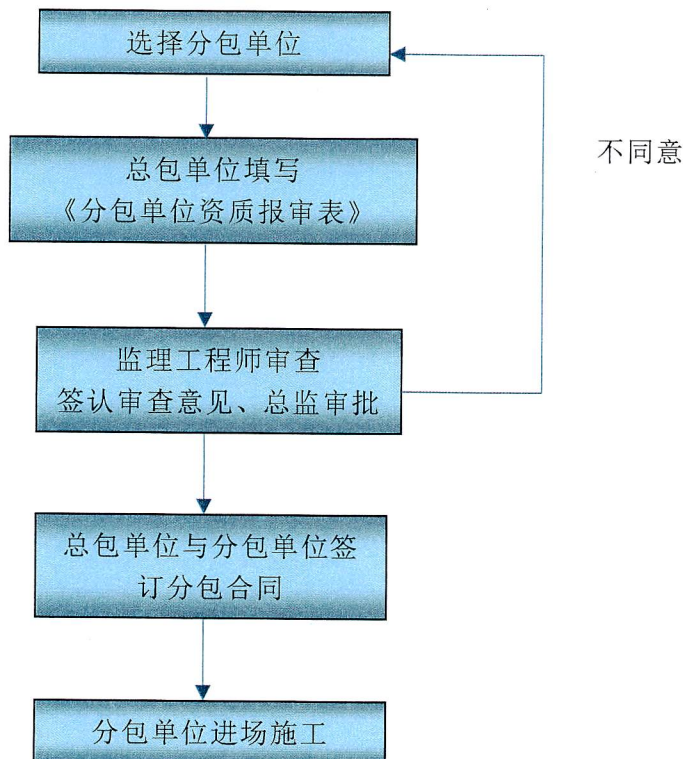 选择分包单位
不同意
总包单位填写
《分包单位资质报审表》
监理工程师审查
签认审查意见、总监审批
总包单位与分包单位签
订分包合同
分包单位进场施工